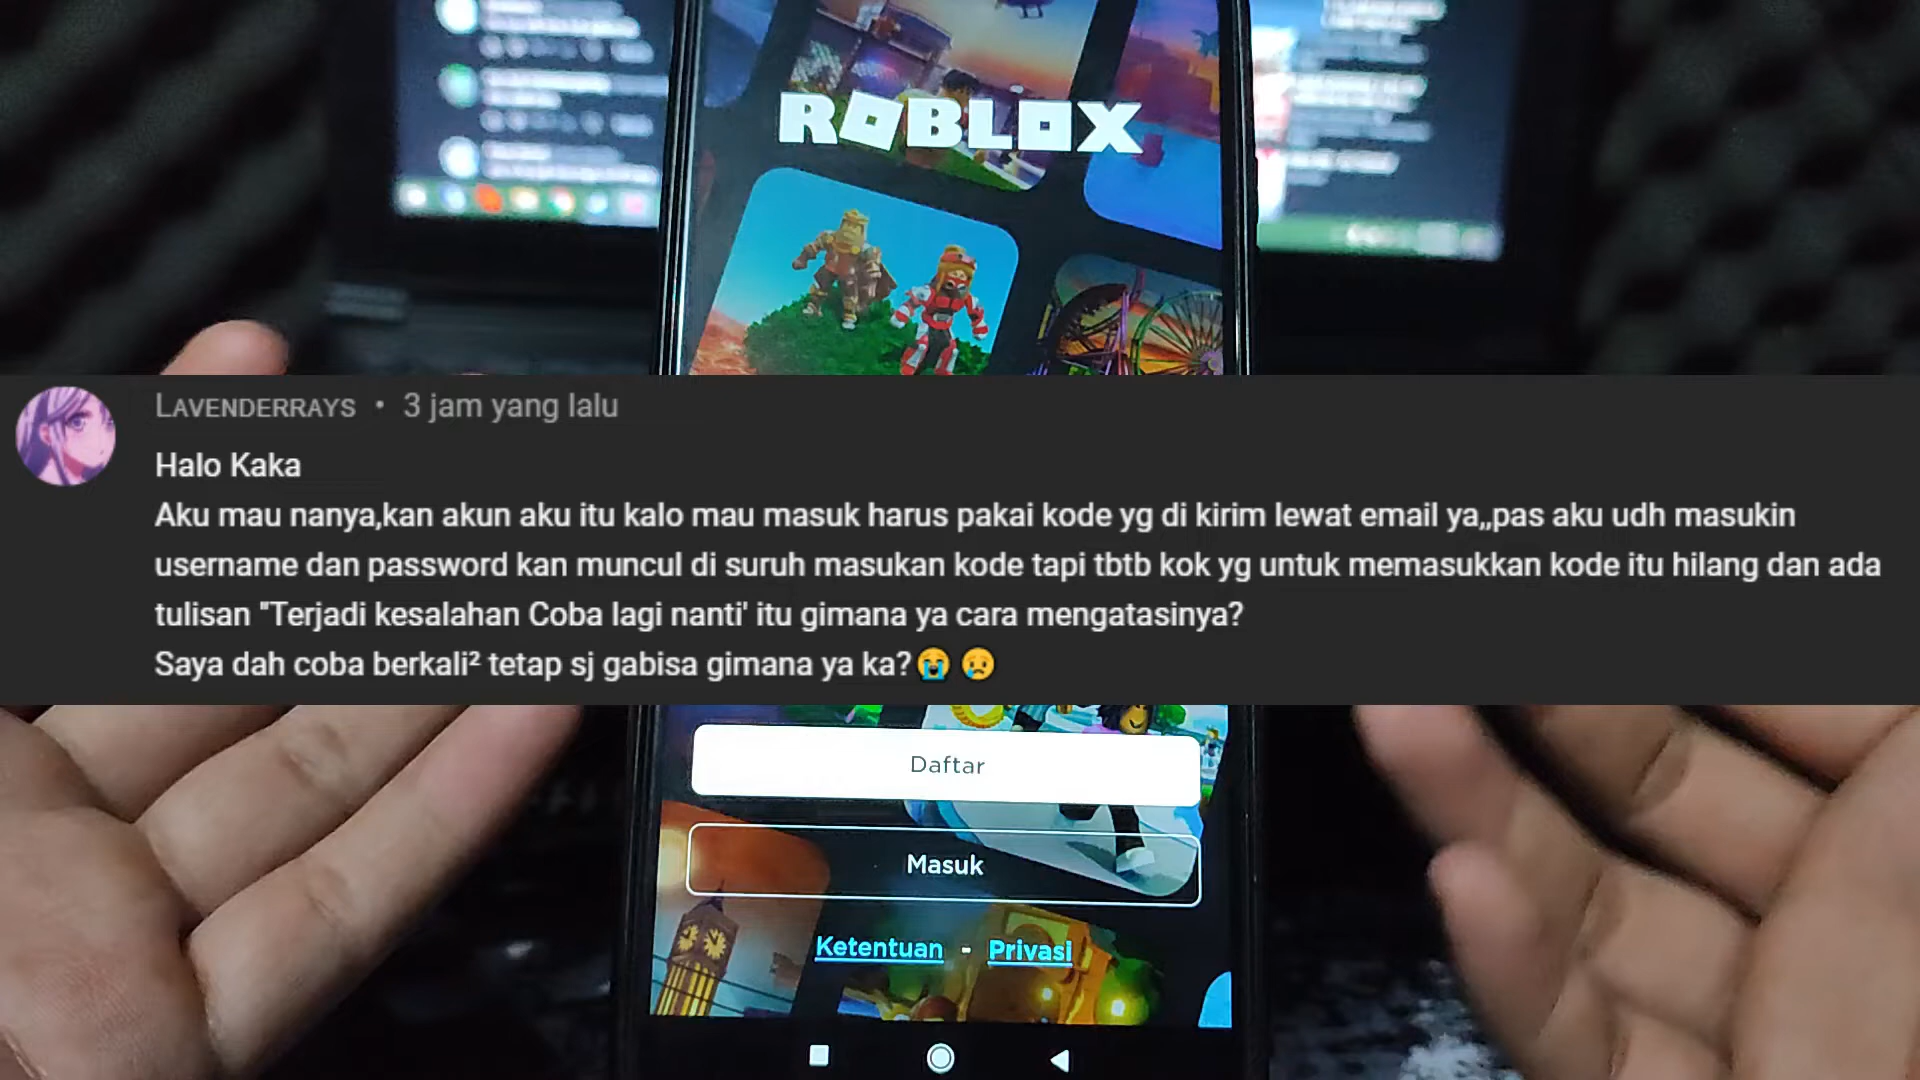 ROBLOX
LAVENDERRAYS • 3 jam yang lalu
Halo Kaka
Aku mau nanya,kan akun aku itu kalo mau masuk harus pakai kode yg di kirim lewat email ya,,pas aku udh masukin
username dan password kan muncul di suruh masukan kode tapi tbtb kok yg untuk memasukkan kode itu hilang dan ada
tulisan "Terjadi kesalahan Coba lagi nanti' itu gimana ya cara mengatasinya?
Saya dah coba berkali² tetap sj gabisa gimana ya ka?😭 😢
Daftar
Masuk
Ketentuan - Privasi